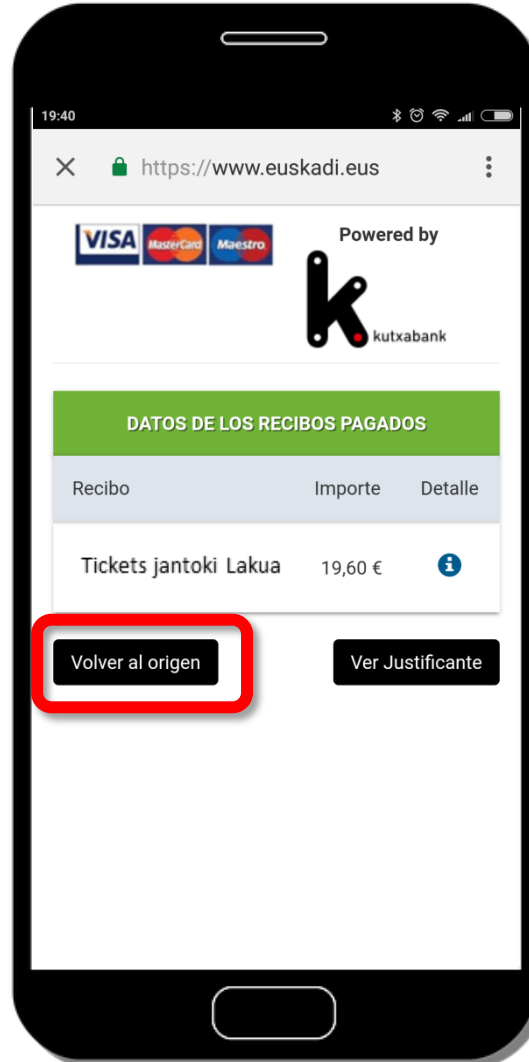 19:40
https://www.euskadi.eus
VISA MasterCard Maestro
Powered by
kutxabank
DATOS DE LOS RECIBOS PAGADOS
Recibo Importe Detalle
Tickets jantoki Lakua 19,60 €
Volver al origen Ver Justificante